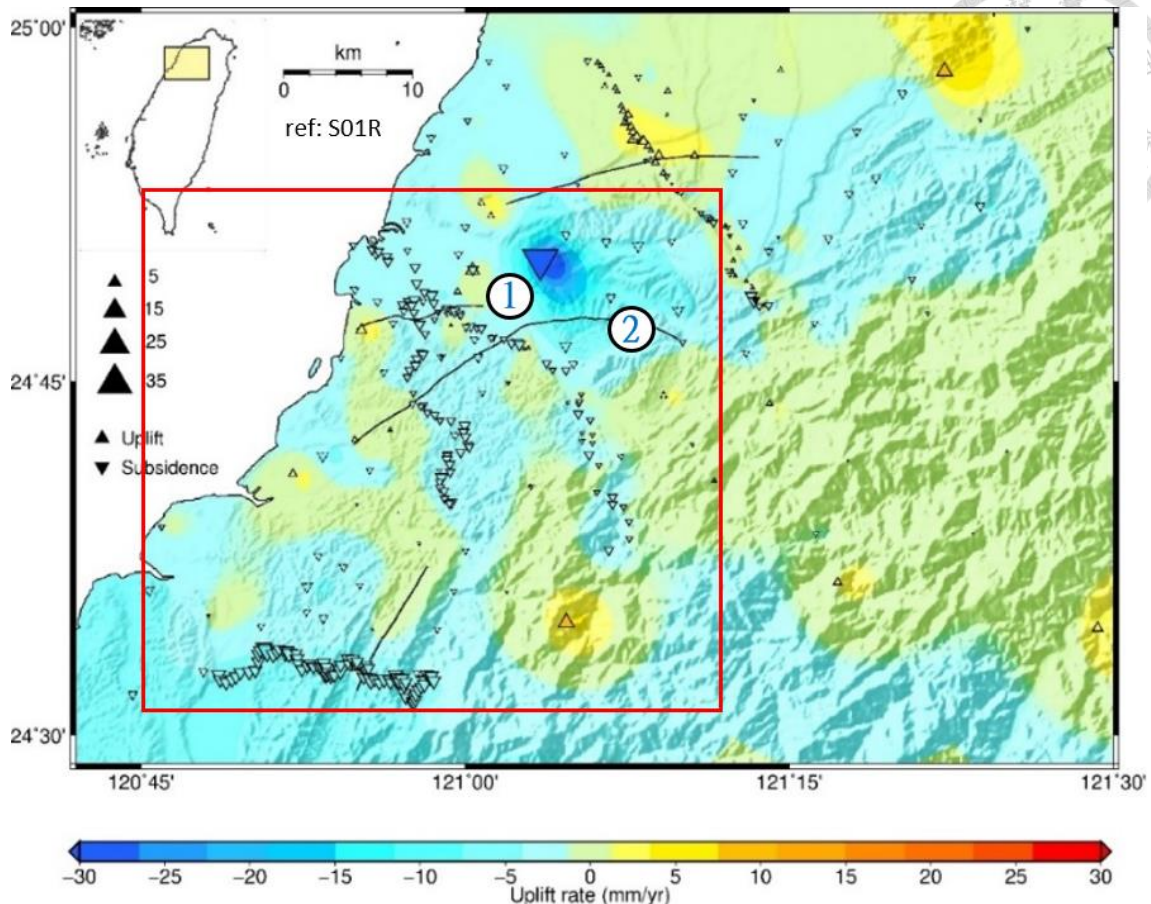 25°00'
km
0 10
ref: S01R
5
15
25
35
Uplift
Subsidence
1
2
24°45'
24°30'
120°45' 121°00' 121°15' 121°30'
−30 −25 −20 −15 −10 −5 0 5 10 15 20 25 30
Uplift rate (mm/yr)